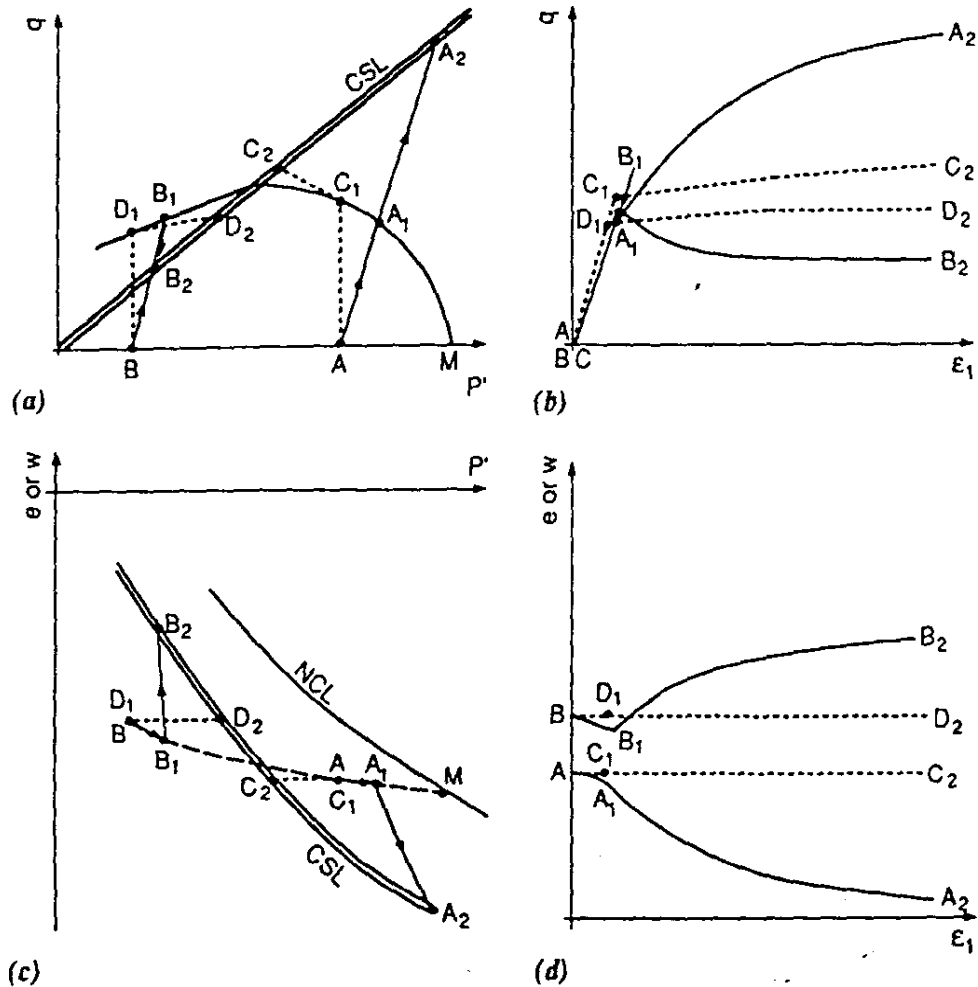 q
CSL
A2
C2
C1
B1
D1
D2
A1
B2
B
A
M
P'
(a)
q
A2
B1
C1
C2
D1
D2
A1
B2
A
B C
ε1
(b)
e or w
P'
B2
NCL
D1
D2
B
B1
A
A1
M
C2
C1
CSL
A2
(c)
e or w
B2
D1
B
D2
B1
C1
A
C2
A1
A2
ε1
(d)